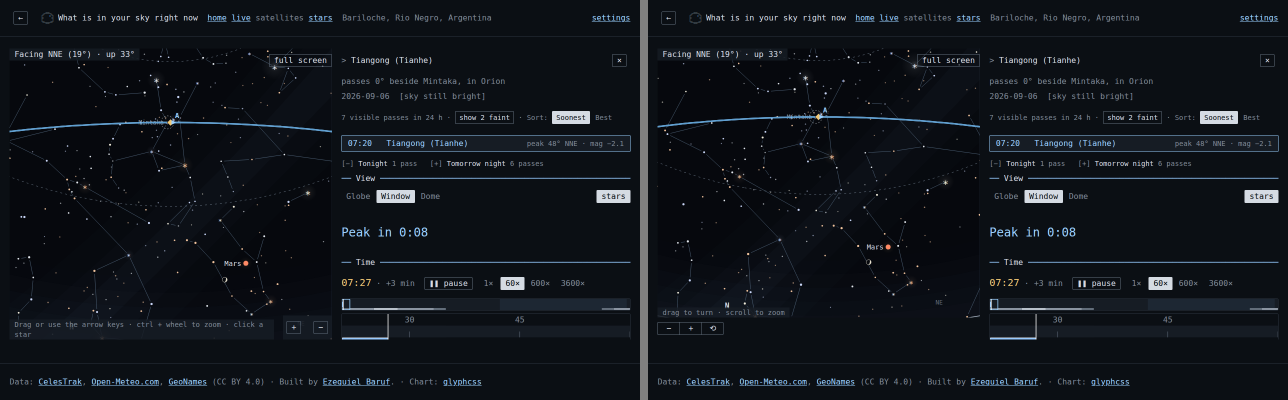 ← What is in your sky right now home live satellites stars Bariloche, Rio Negro, Argentina settings
Facing NNE (19°) · up 33°
full screen
A
Mintaka
Mars
Drag or use the arrow keys · ctrl + wheel to zoom · click a
star
+ −
> Tiangong (Tianhe) ×
passes 0° beside Mintaka, in Orion
2026-09-06 [sky still bright]
7 visible passes in 24 h · show 2 faint · Sort: Soonest Best
07:20 Tiangong (Tianhe) peak 48° NNE · mag −2.1
[−] Tonight 1 pass [+] Tomorrow night 6 passes
View
Globe Window Dome stars
Peak in 0:08
Time
07:27 · +3 min ❚❚ pause 1× 60× 600× 3600×
30 45
Data: CelesTrak, Open-Meteo.com, GeoNames (CC BY 4.0) · Built by Ezequiel Baruf. · Chart: glyphcss
← What is in your sky right now home live satellites stars Bariloche, Rio Negro, Argentina settings
Facing NNE (19°) · up 33°
full screen
A
Mintaka
Mars
NE
N
drag to turn · scroll to zoom
− + ⟲
> Tiangong (Tianhe) ×
passes 0° beside Mintaka, in Orion
2026-09-06 [sky still bright]
7 visible passes in 24 h · show 2 faint · Sort: Soonest Best
07:20 Tiangong (Tianhe) peak 48° NNE · mag −2.1
[−] Tonight 1 pass [+] Tomorrow night 6 passes
View
Globe Window Dome stars
Peak in 0:08
Time
07:27 · +3 min ❚❚ pause 1× 60× 600× 3600×
30 45
Data: CelesTrak, Open-Meteo.com, GeoNames (CC BY 4.0) · Built by Ezequiel Baruf. · Chart: glyphcss